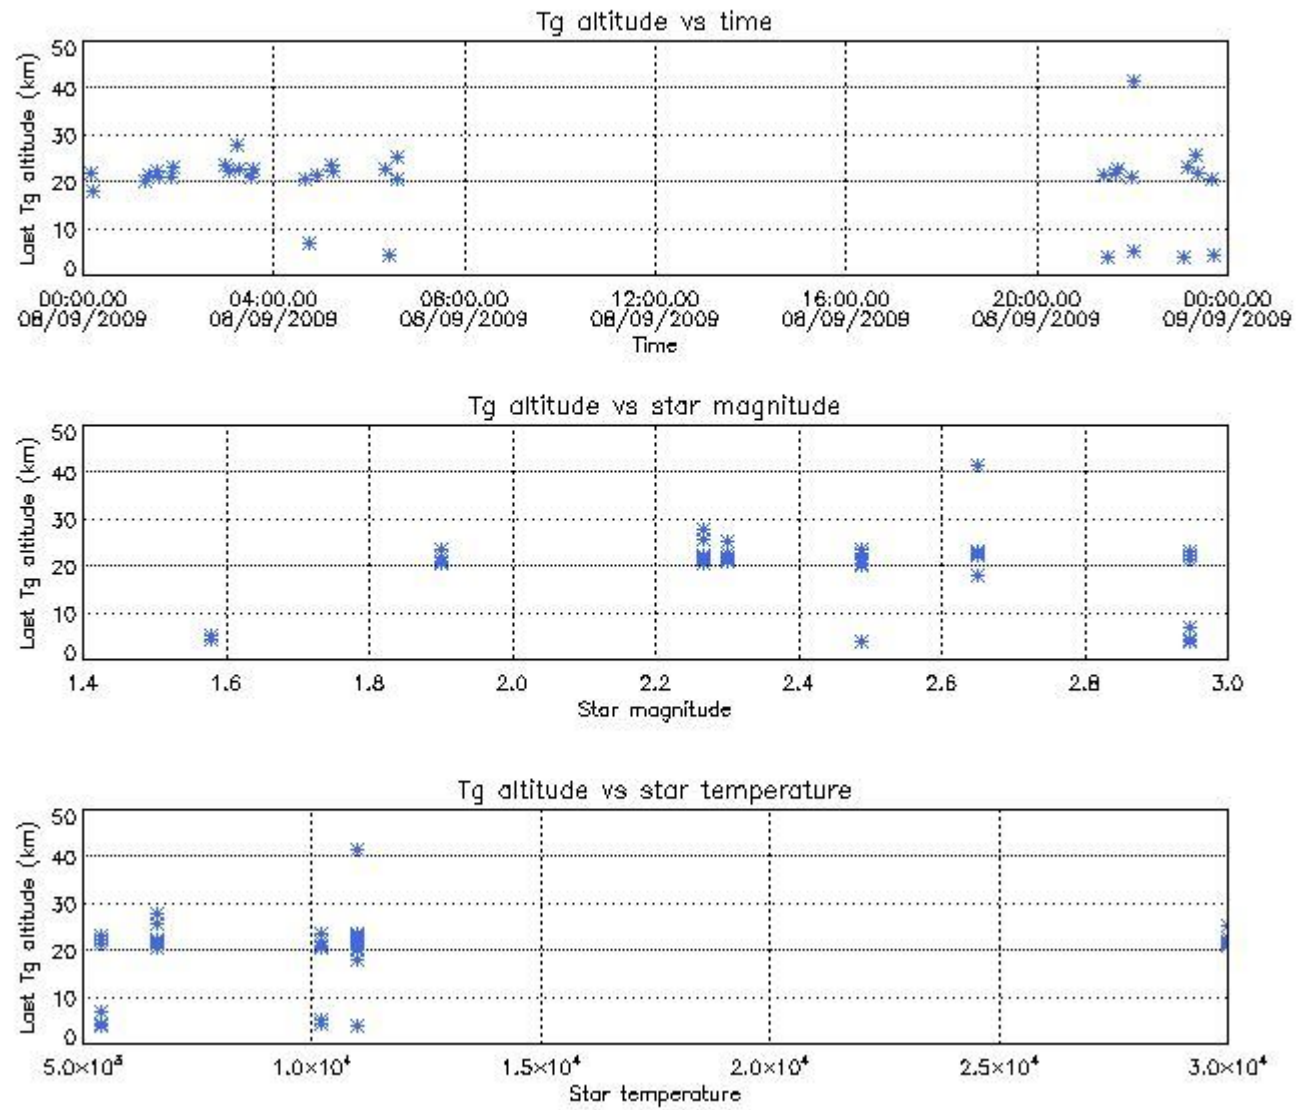 Tg altitude vs time
Last Tg altitude (km)
50
40
30
20
10
0
00:00.00 04:00.00 08:00.00 12:00.00 16:00.00 20:00.00 00:00.00
08/09/2009 08/09/2009 08/09/2009 08/09/2009 08/09/2009 08/09/2009 09/09/2009
Time
Tg altitude vs star magnitude
Last Tg altitude (km)
50
40
30
20
10
0
1.4 1.6 1.8 2.0 2.2 2.4 2.6 2.8 3.0
Star magnitude
Tg altitude vs star temperature
Last Tg altitude (km)
50
40
30
20
10
0
5.0×10³ 1.0×10⁴ 1.5×10⁴ 2.0×10⁴ 2.5×10⁴ 3.0×10⁴
Star temperature